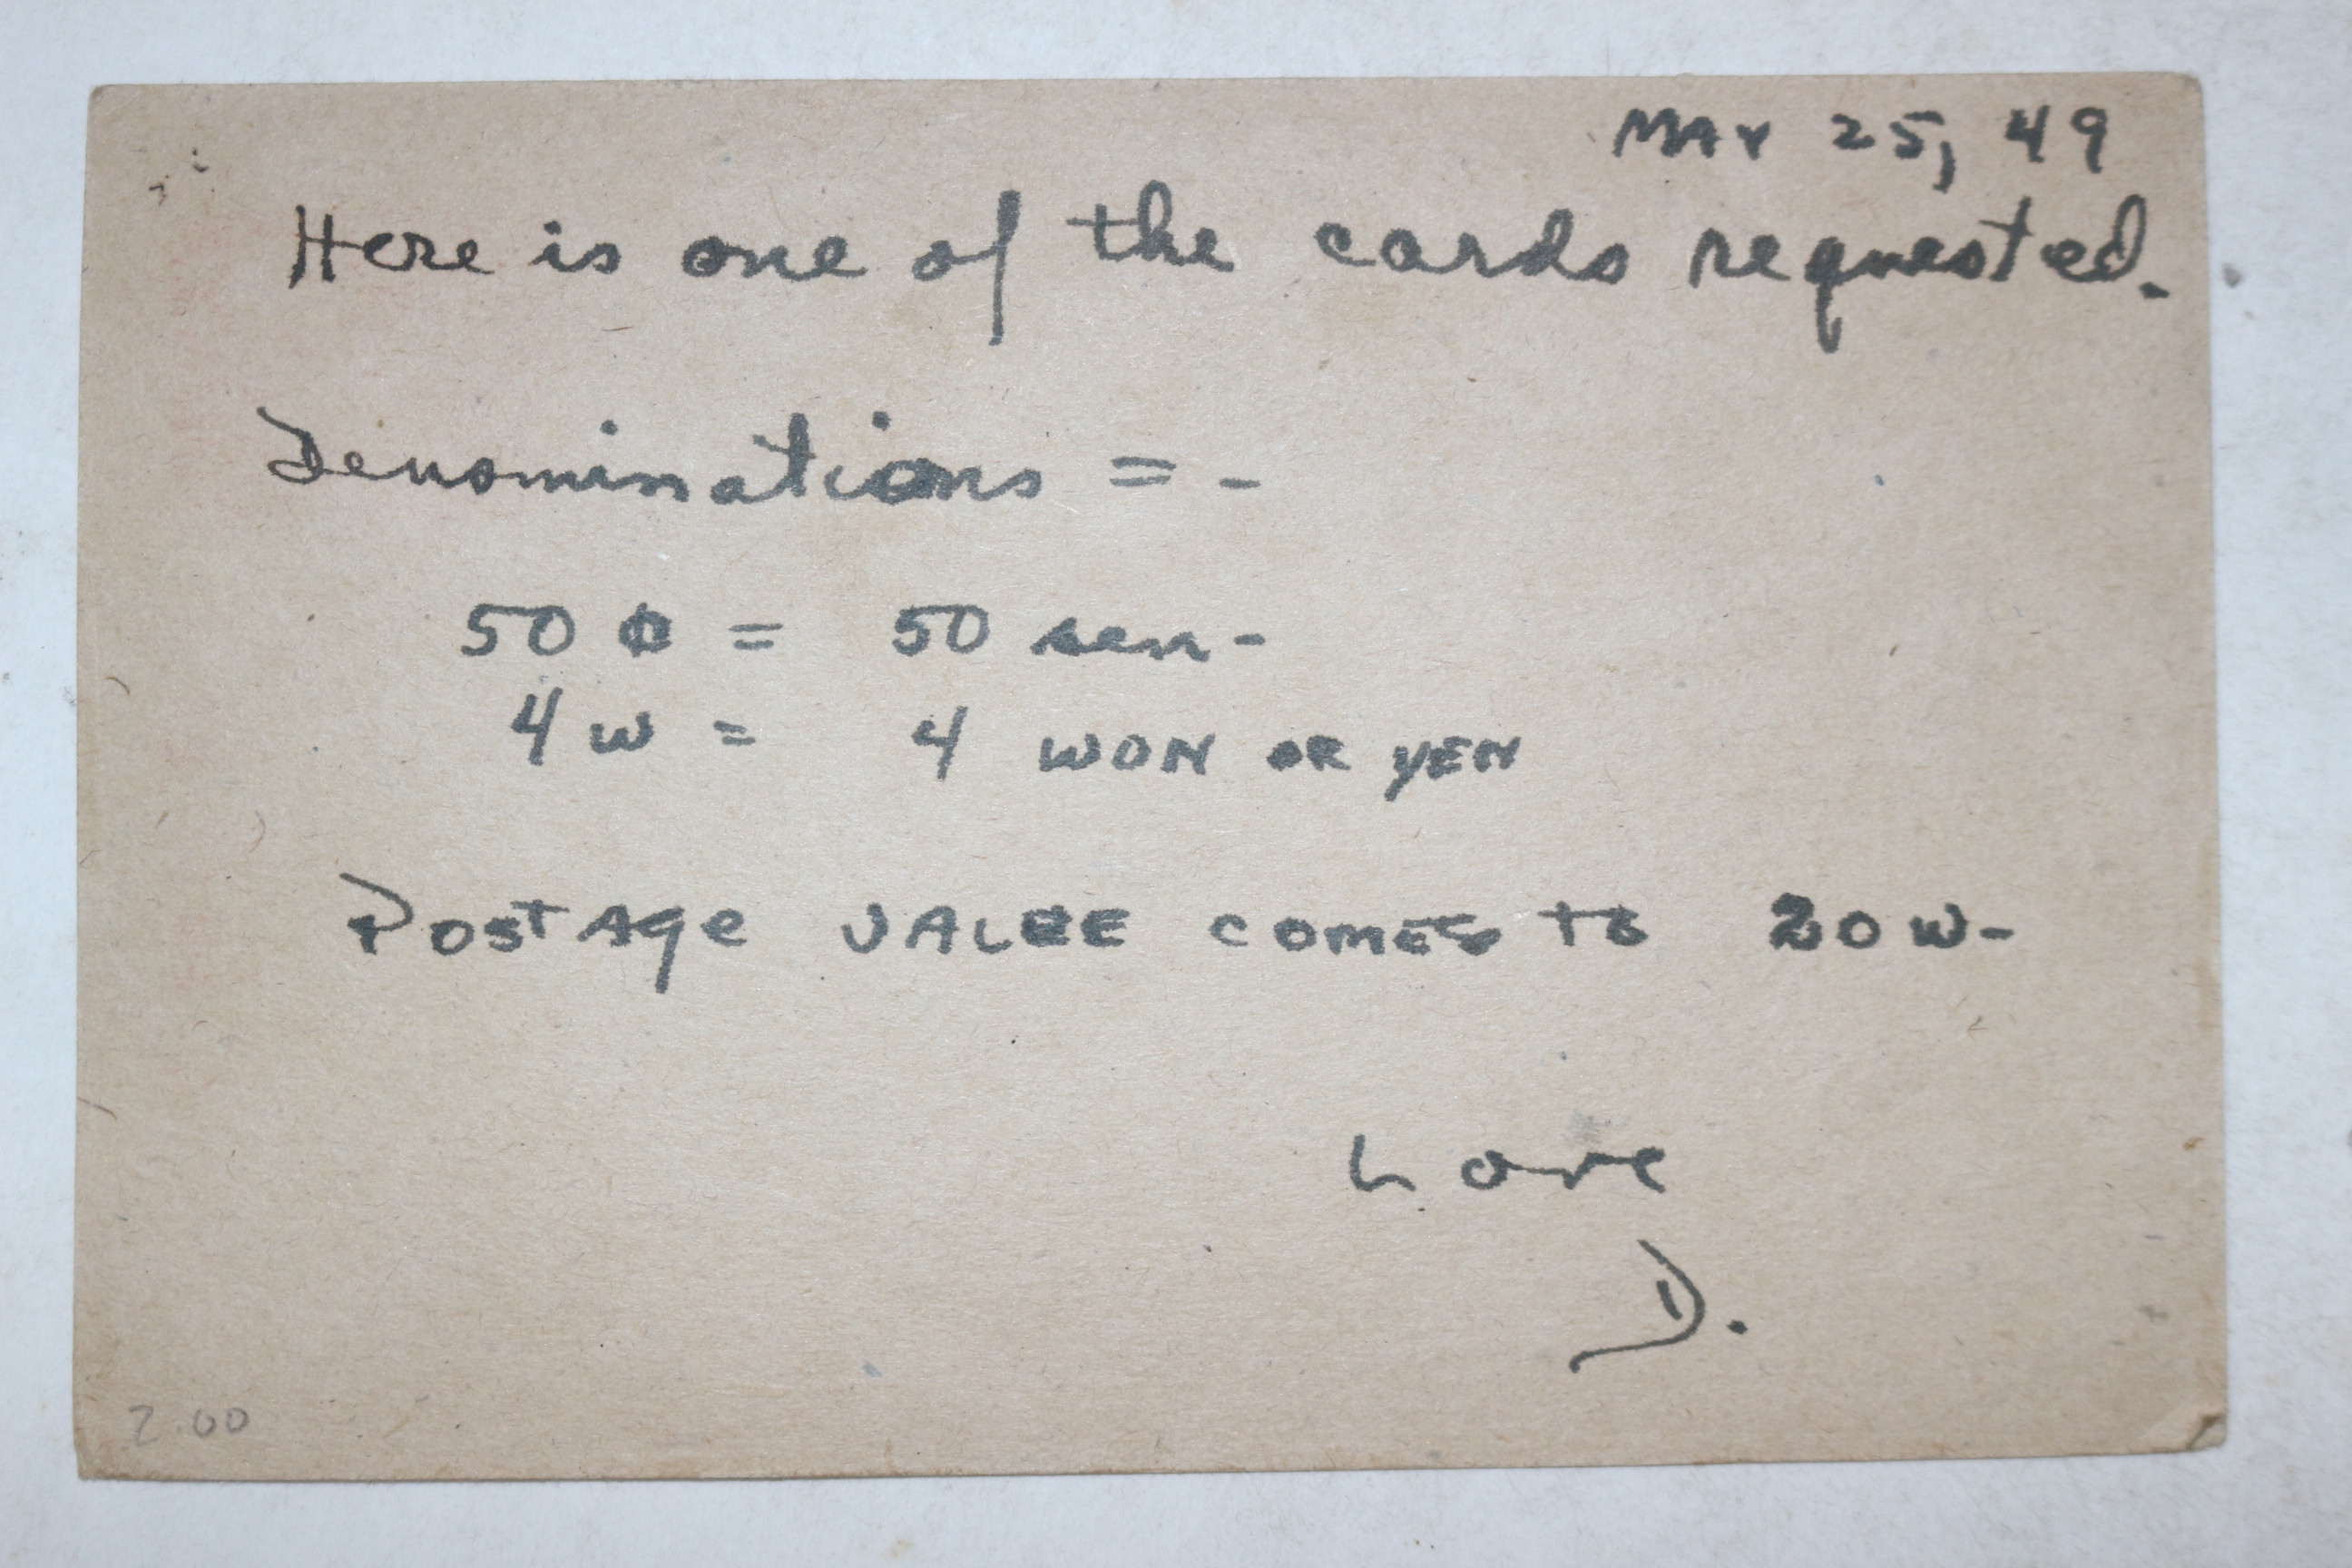 MAY 25, 49
Here is one of the cards requested.
Denominations = -
50 ¢ = 50 sen -
4 w = 4 WON OR YEN
Postage VALUE COMES to 20 w-
Love
D.
2.00